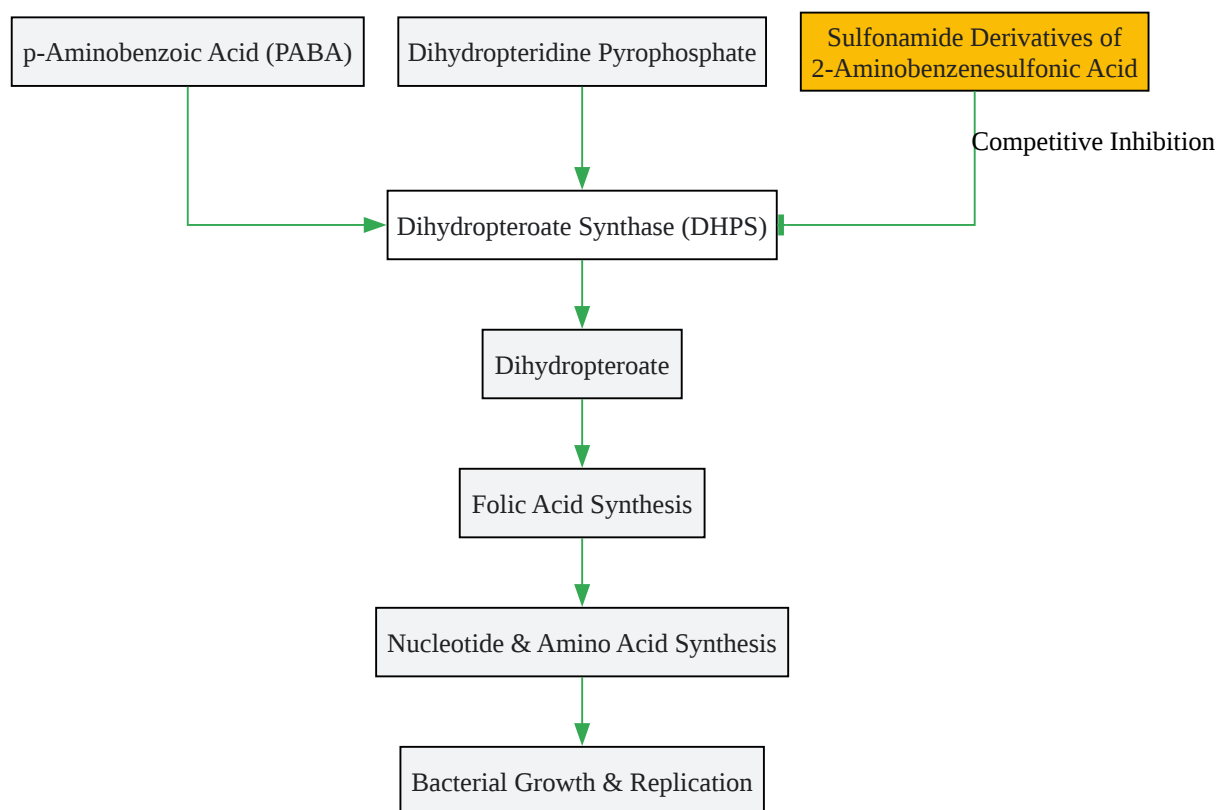 p-Aminobenzoic Acid (PABA)
Dihydropteridine Pyrophosphate
Sulfonamide Derivatives of
2-Aminobenzenesulfonic Acid
Competitive Inhibition
Dihydropteroate Synthase (DHPS)
Dihydropteroate
Folic Acid Synthesis
Nucleotide & Amino Acid Synthesis
Bacterial Growth & Replication